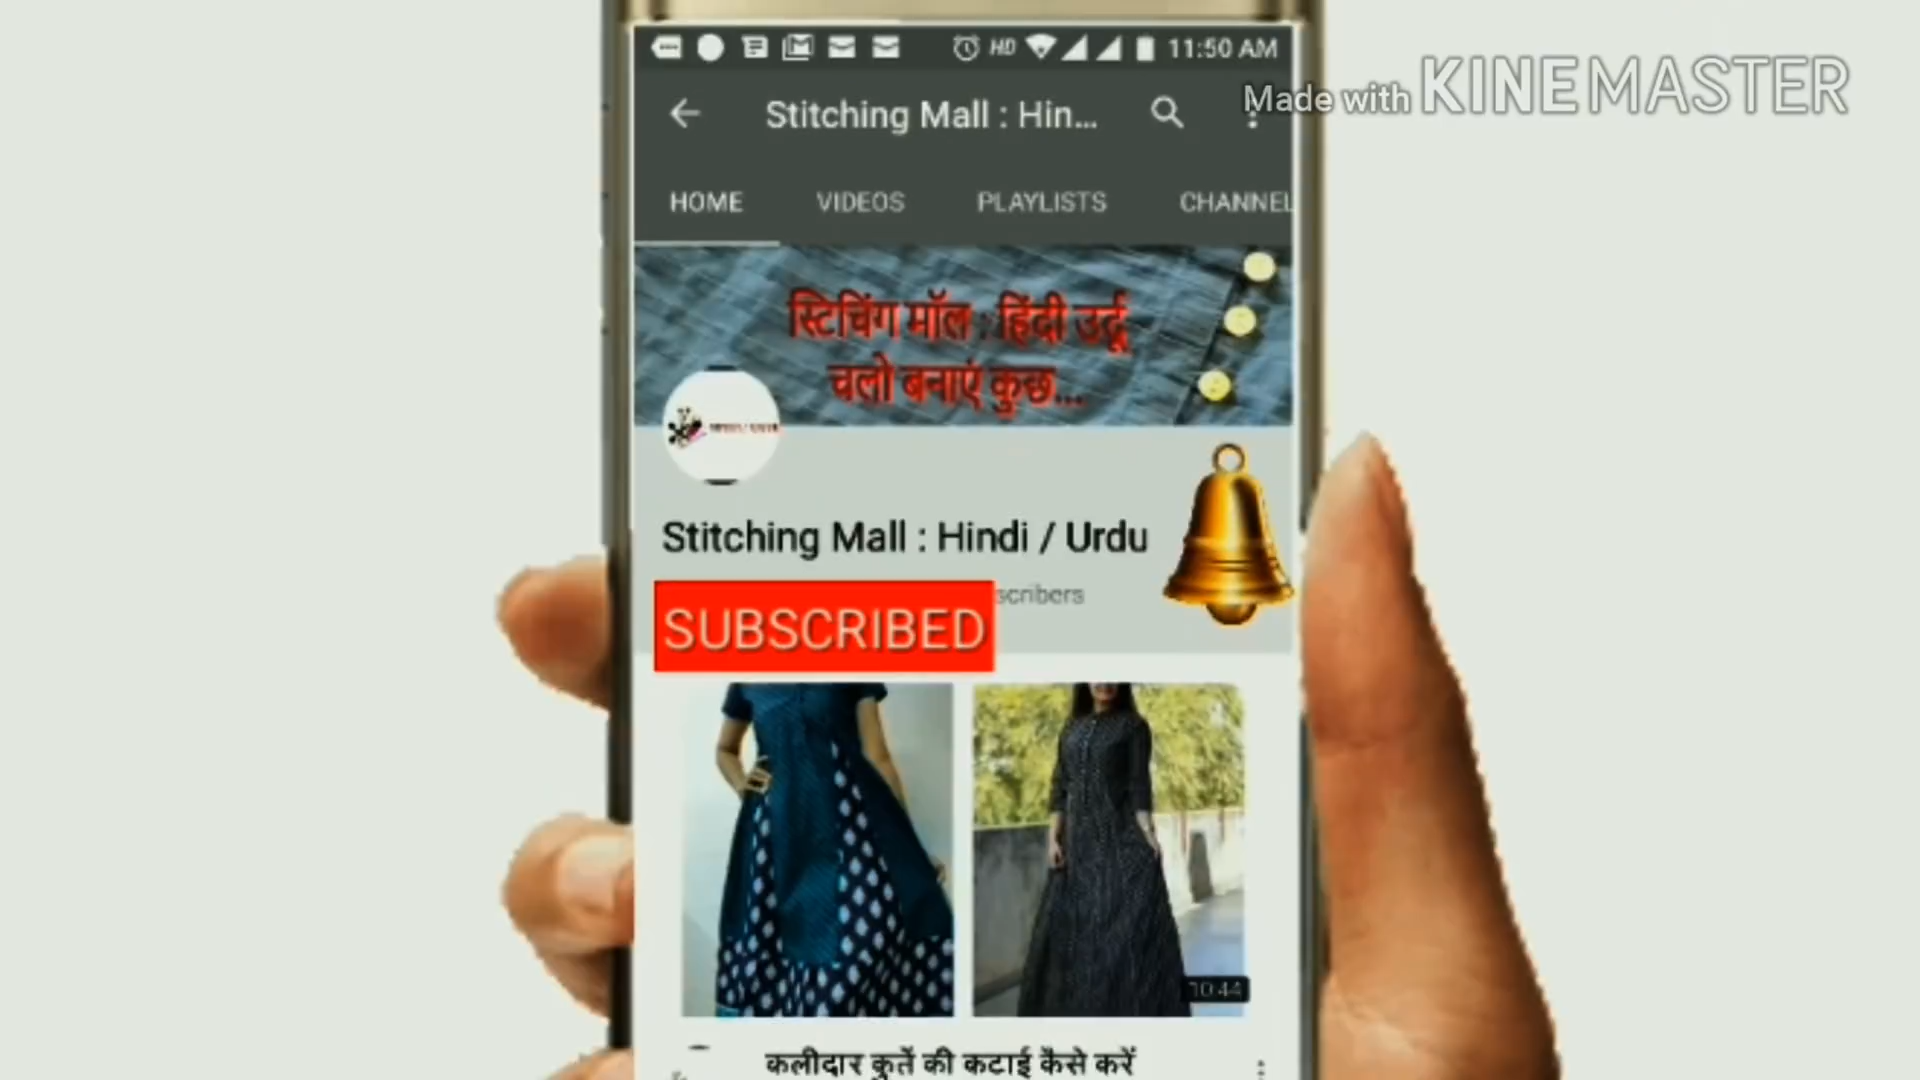 HD 11:50 AM
Made with KINEMASTER
Stitching Mall : Hin...
HOME VIDEOS PLAYLISTS CHANNEL
स्टिचिंग मॉल : हिंदी उर्दू
चलो बनाएं कुछ...
Stitching Mall : Hindi / Urdu
scribers
SUBSCRIBED
10:44
कलीदार कुर्ते की कटाई कैसे करें